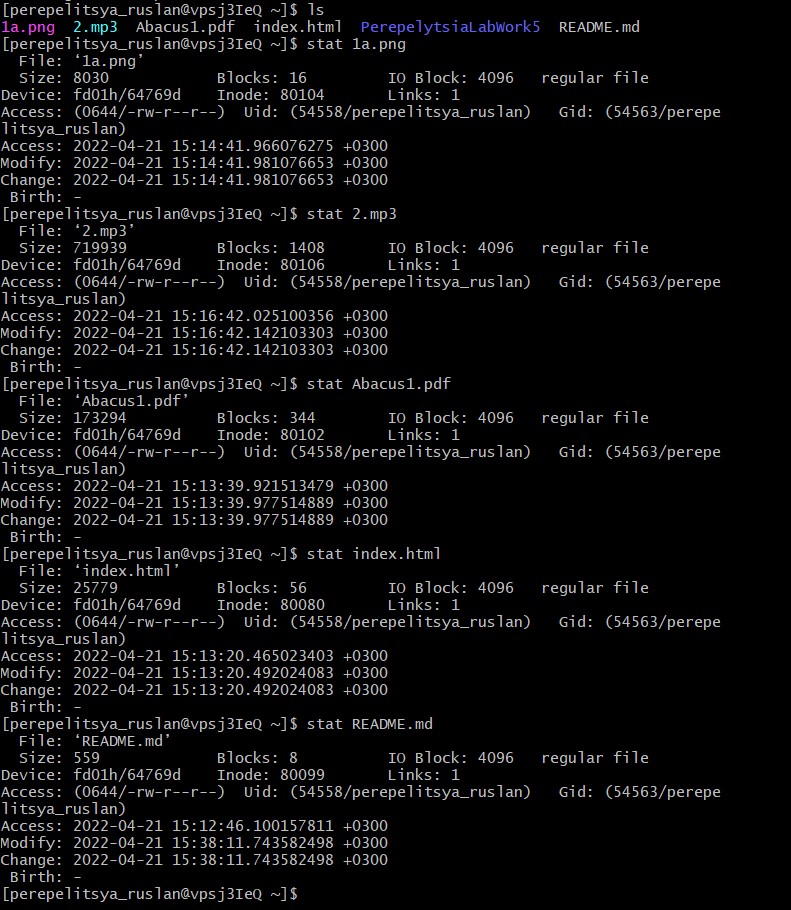 [perepelitsya_ruslan@vpsj3IeQ ~]$ ls
1a.png  2.mp3  Abacus1.pdf  index.html  PerepelytsiaLabWork5  README.md
[perepelitsya_ruslan@vpsj3IeQ ~]$ stat 1a.png
  File: ‘1a.png’
  Size: 8030            Blocks: 16         IO Block: 4096   regular file
Device: fd01h/64769d    Inode: 80104       Links: 1
Access: (0644/-rw-r--r--)  Uid: (54558/perepelitsya_ruslan)   Gid: (54563/perepe
litsya_ruslan)
Access: 2022-04-21 15:14:41.966076275 +0300
Modify: 2022-04-21 15:14:41.981076653 +0300
Change: 2022-04-21 15:14:41.981076653 +0300
 Birth: -
[perepelitsya_ruslan@vpsj3IeQ ~]$ stat 2.mp3
  File: ‘2.mp3’
  Size: 719939          Blocks: 1408       IO Block: 4096   regular file
Device: fd01h/64769d    Inode: 80106       Links: 1
Access: (0644/-rw-r--r--)  Uid: (54558/perepelitsya_ruslan)   Gid: (54563/perepe
litsya_ruslan)
Access: 2022-04-21 15:16:42.025100356 +0300
Modify: 2022-04-21 15:16:42.142103303 +0300
Change: 2022-04-21 15:16:42.142103303 +0300
 Birth: -
[perepelitsya_ruslan@vpsj3IeQ ~]$ stat Abacus1.pdf
  File: ‘Abacus1.pdf’
  Size: 173294          Blocks: 344        IO Block: 4096   regular file
Device: fd01h/64769d    Inode: 80102       Links: 1
Access: (0644/-rw-r--r--)  Uid: (54558/perepelitsya_ruslan)   Gid: (54563/perepe
litsya_ruslan)
Access: 2022-04-21 15:13:39.921513479 +0300
Modify: 2022-04-21 15:13:39.977514889 +0300
Change: 2022-04-21 15:13:39.977514889 +0300
 Birth: -
[perepelitsya_ruslan@vpsj3IeQ ~]$ stat index.html
  File: ‘index.html’
  Size: 25779           Blocks: 56         IO Block: 4096   regular file
Device: fd01h/64769d    Inode: 80080       Links: 1
Access: (0644/-rw-r--r--)  Uid: (54558/perepelitsya_ruslan)   Gid: (54563/perepe
litsya_ruslan)
Access: 2022-04-21 15:13:20.465023403 +0300
Modify: 2022-04-21 15:13:20.492024083 +0300
Change: 2022-04-21 15:13:20.492024083 +0300
 Birth: -
[perepelitsya_ruslan@vpsj3IeQ ~]$ stat README.md
  File: ‘README.md’
  Size: 559             Blocks: 8          IO Block: 4096   regular file
Device: fd01h/64769d    Inode: 80099       Links: 1
Access: (0644/-rw-r--r--)  Uid: (54558/perepelitsya_ruslan)   Gid: (54563/perepe
litsya_ruslan)
Access: 2022-04-21 15:12:46.100157811 +0300
Modify: 2022-04-21 15:38:11.743582498 +0300
Change: 2022-04-21 15:38:11.743582498 +0300
 Birth: -
[perepelitsya_ruslan@vpsj3IeQ ~]$